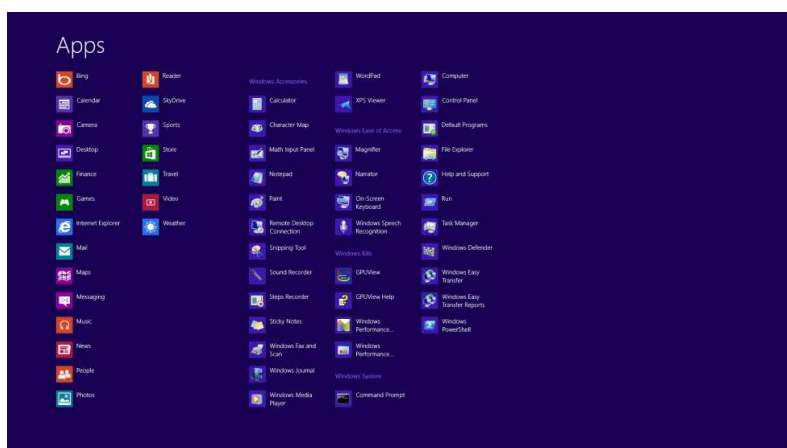 Apps
Bing
Calendar
Camera
Desktop
Finance
Games
Internet Explorer
Mail
Maps
Messaging
Music
News
People
Photos
Reader
SkyDrive
Sports
Store
Travel
Video
Weather
Windows Accessories
Calculator
Character Map
Math Input Panel
Notepad
Paint
Remote Desktop
Connection
Snipping Tool
Sound Recorder
Steps Recorder
Sticky Notes
Windows Fax and
Scan
Windows Journal
Windows Media
Player
WordPad
XPS Viewer
Windows Ease of Access
Magnifier
Narrator
On-Screen
Keyboard
Windows Speech
Recognition
Windows Kits
GPUView
GPUView Help
Windows
Performance...
Windows
Performance...
Windows System
Command Prompt
Computer
Control Panel
Default Programs
File Explorer
Help and Support
Run
Task Manager
Windows Defender
Windows Easy
Transfer
Windows Easy
Transfer Reports
Windows
PowerShell